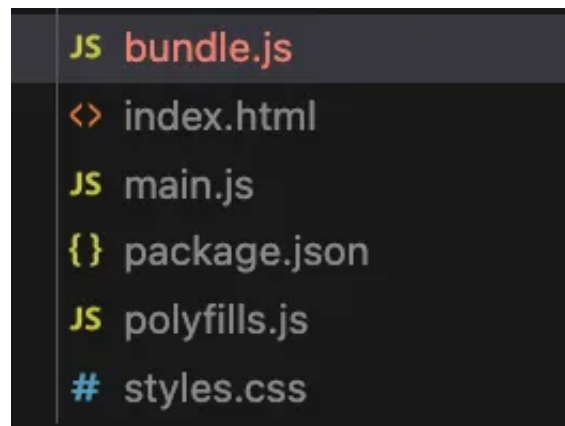 JS bundle.js
<> index.html
JS main.js
{} package.json
JS polyfills.js
# styles.css